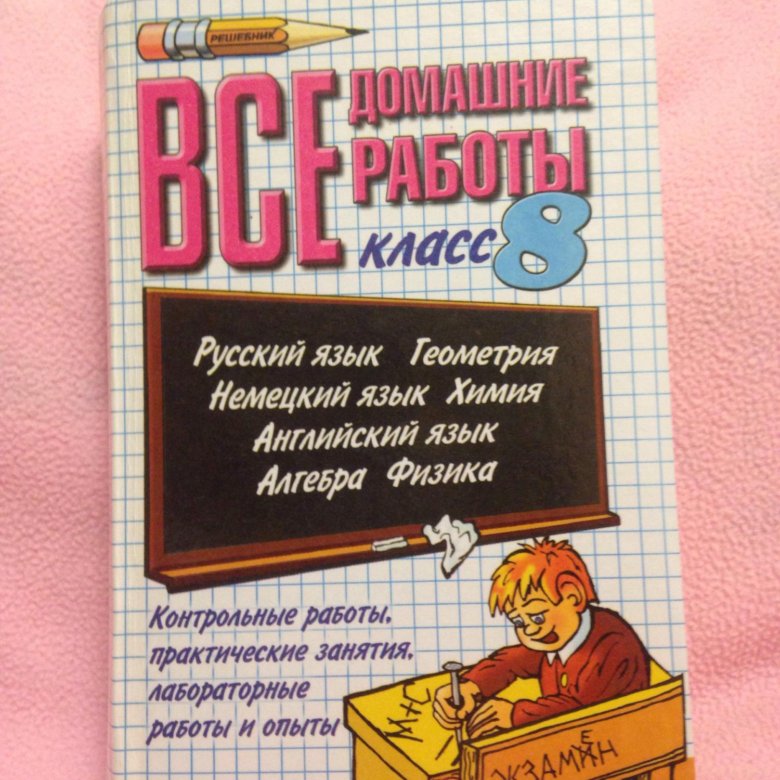 РЕШЕБНИК
ВСЕ
ДОМАШНИЕ
РАБОТЫ
класс 8
Русский язык Геометрия
Немецкий язык Химия
Английский язык
Алгебра Физика
Контрольные работы,
практические занятия,
лабораторные
работы и опыты
М+С
Е
ЭКЗАМАН